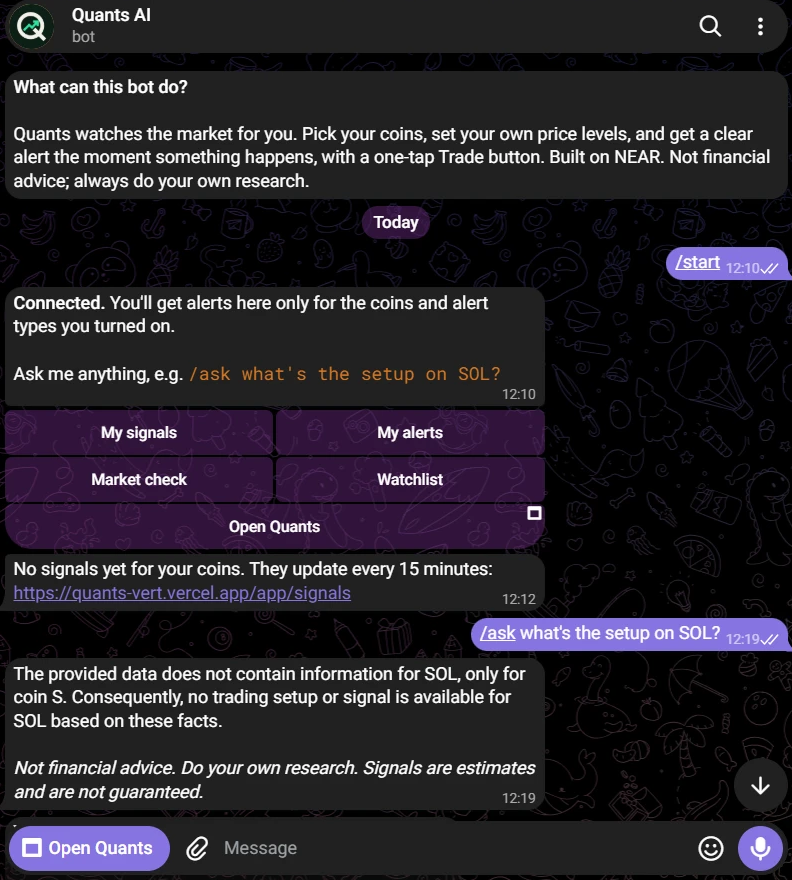 Quants AI
bot
What can this bot do?
Quants watches the market for you. Pick your coins, set your own price levels, and get a clear
alert the moment something happens, with a one-tap Trade button. Built on NEAR. Not financial
advice; always do your own research.
Today
/start 12:10
Connected. You'll get alerts here only for the coins and alert
types you turned on.
Ask me anything, e.g. /ask what's the setup on SOL?
12:10
My signals
My alerts
Market check
Watchlist
Open Quants
No signals yet for your coins. They update every 15 minutes:
https://quants-vert.vercel.app/app/signals
12:12
/ask what's the setup on SOL? 12:19
The provided data does not contain information for SOL, only for
coin S. Consequently, no trading setup or signal is available for
SOL based on these facts.
Not financial advice. Do your own research. Signals are estimates
and are not guaranteed.
12:19
Open Quants
Message